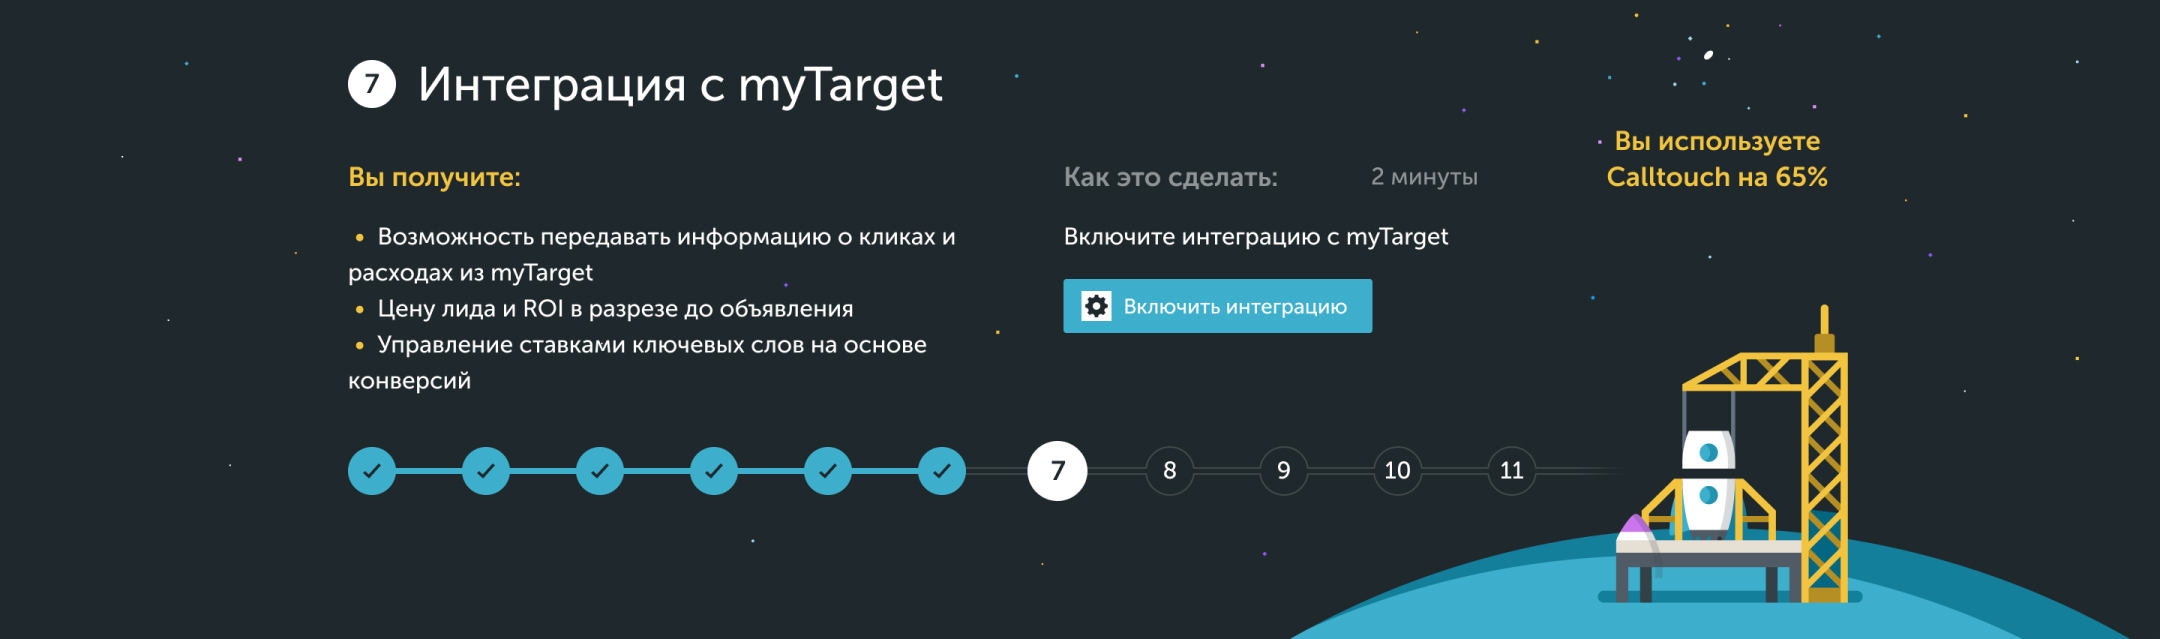 7 Интеграция с myTarget
Вы получите:
• Возможность передавать информацию о кликах и
расходах из myTarget
• Цену лида и ROI в разрезе до объявления
• Управление ставками ключевых слов на основе
конверсий
Как это сделать: 2 минуты
Включите интеграцию с myTarget
Включить интеграцию
Вы используете
Calltouch на 65%
7 8 9 10 11